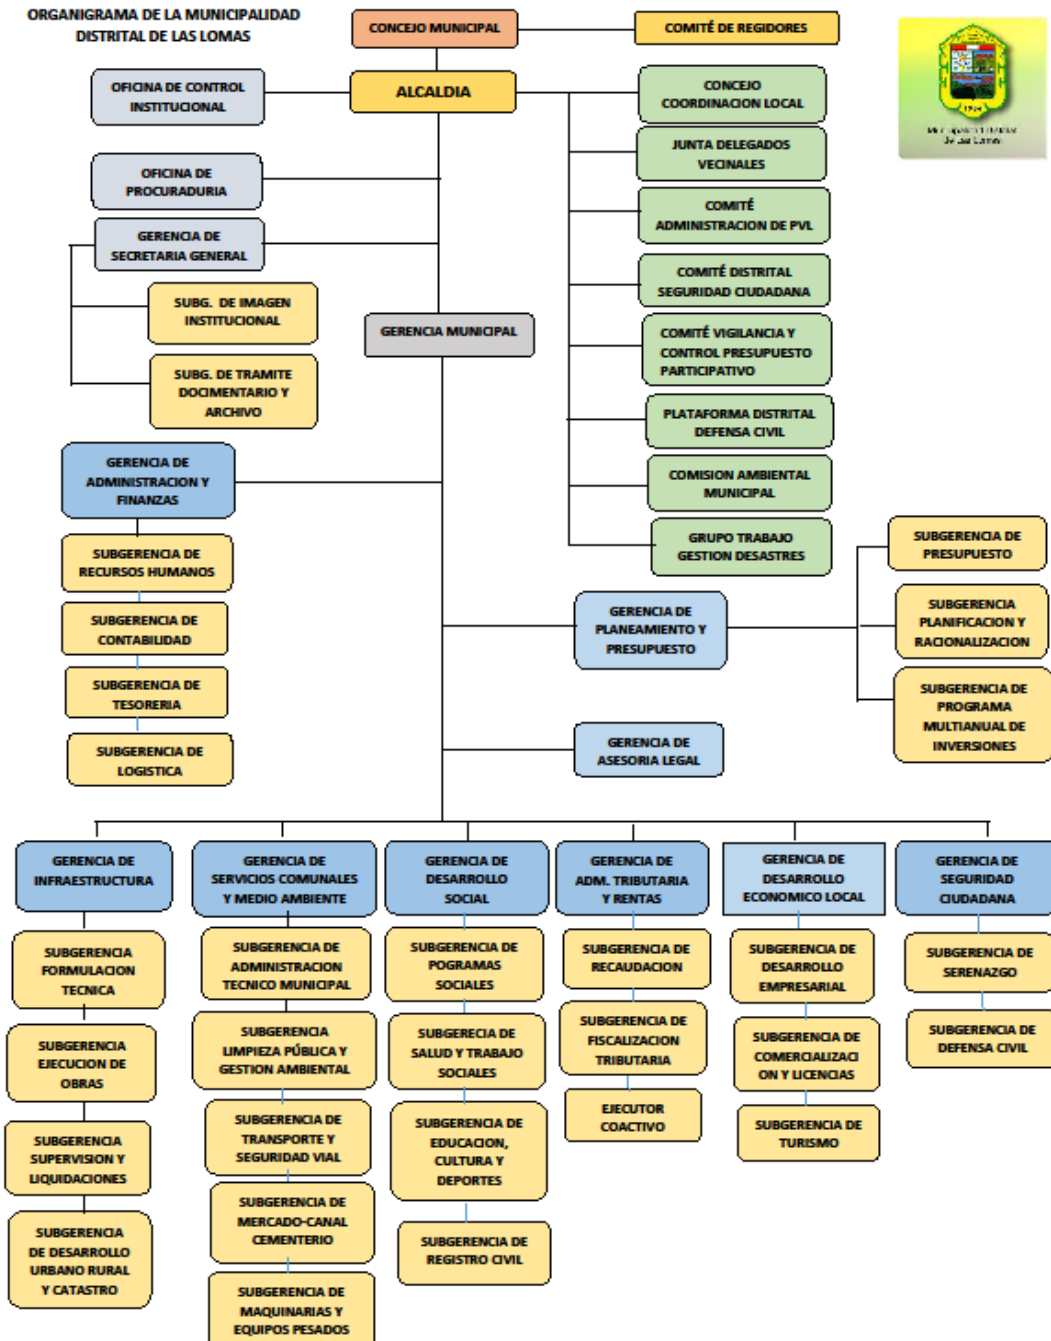 ORGANIGRAMA DE LA MUNICIPALIDAD
DISTRITAL DE LAS LOMAS
CONCEJO MUNICIPAL
COMITÉ DE REGIDORES
OFICINA DE CONTROL
INSTITUCIONAL
ALCALDIA
CONCEJO
COORDINACION LOCAL
JUNTA DELEGADOS
VECINALES
OFICINA DE
PROCURADURIA
COMITÉ
ADMINISTRACION DE PVL
GERENCIA DE
SECRETARIA GENERAL
COMITÉ DISTRITAL
SEGURIDAD CIUDADANA
SUBG. DE IMAGEN
INSTITUCIONAL
GERENCIA MUNICIPAL
COMITÉ VIGILANCIA Y
CONTROL PRESUPUESTO
PARTICIPATIVO
SUBG. DE TRAMITE
DOCIMENTARIO Y
ARCHIVO
PLATAFORMA DISTRITAL
DEFENSA CIVIL
GERENCIA DE
ADMINISTRACION Y
FINANZAS
COMISION AMBIENTAL
MUNICIPAL
GRUPO TRABAJO
GESTION DESASTRES
SUBGERENCIA DE
PRESUPUESTO
SUBGERENCIA DE
RECURSOS HUMANOS
SUBGERENCIA DE
CONTABILIDAD
GERENCIA DE
PLANEAMIENTO Y
PRESUPUESTO
SUBGERENCIA
PLANIFICACION Y
RACIONALIZACION
SUBGERENCIA DE
TESORERIA
SUBGERENCIA DE
PROGRAMA
MULTIANUAL DE
INVERSIONES
SUBGERENCIA DE
LOGISTICA
GERENCIA DE
ASESORIA LEGAL
GERENCIA DE
INFRAESTRUCTURA
GERENCIA DE
SERVICIOS COMUNALES
Y MEDIO AMBIENTE
GERENCIA DE
DESARROLLO
SOCIAL
GERENCIA DE
ADM. TRIBUTARIA
Y RENTAS
GERENCIA DE
DESARROLLO
ECONOMICO LOCAL
GERENCIA DE
SEGURIDAD
CIUDADANA
SUBGERENCIA
FORMULACION
TECNICA
SUBGERENCIA
EJECUCION DE
OBRAS
SUBGERENCIA
SUPERVISION Y
LIQUIDACIONES
SUBGERENCIA
DE DESARROLLO
URBANO RURAL
Y CATASTRO
SUBGERENCIA DE
ADMINISTRACION
TECNICO MUNICIPAL
SUBGERENCIA
LIMPIEZA PÚBLICA Y
GESTION AMBIENTAL
SUBGERENCIA DE
TRANSPORTE Y
SEGURIDAD VIAL
SUBGERENCIA DE
MERCADO-CANAL
CEMENTERIO
SUBGERENCIA DE
MAQUINARIAS Y
EQUIPOS PESADOS
SUBGERENCIA DE
POGRAMAS
SOCIALES
SUBGERECIA DE
SALUD Y TRABAJO
SOCIALES
SUBGERENCIA DE
EDUCACION,
CULTURA Y
DEPORTES
SUBGERENCIA DE
REGISTRO CIVIL
SUBGERENCIA DE
RECAUDACION
SUBGERENCIA DE
FISCALIZACION
TRIBUTARIA
EJECUTOR
COACTIVO
SUBGERENCIA DE
DESARROLLO
EMPRESARIAL
SUBGERENCIA DE
COMERCIALIZACI
ON Y LICENCIAS
SUBGERENCIA DE
TURISMO
SUBGERENCIA DE
SERENAZGO
SUBGERENCIA DE
DEFENSA CIVIL